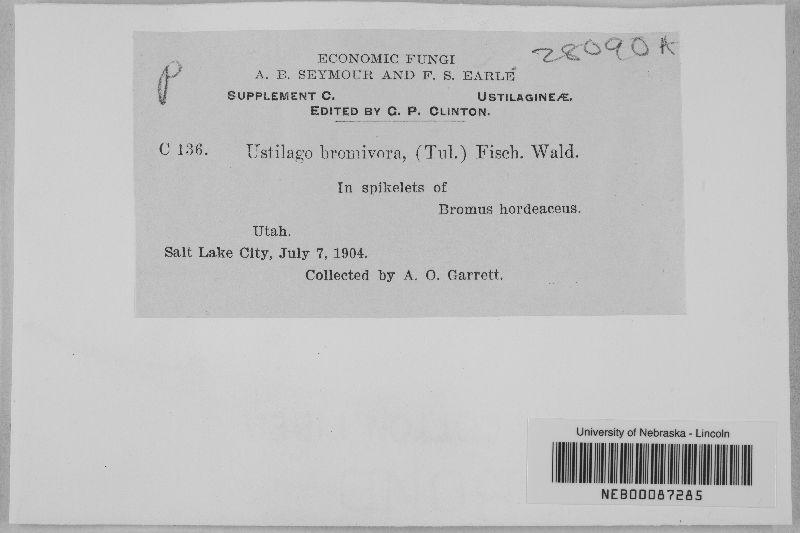 28090A
P
ECONOMIC FUNGI
A. B. SEYMOUR AND F. S. EARLE
SUPPLEMENT C. USTILAGINEÆ.
EDITED BY G. P. CLINTON.
C 136. Ustilago bromivora, (Tul.) Fisch. Wald.
In spikelets of
Bromus hordeaceus.
Utah.
Salt Lake City, July 7, 1904.
Collected by A. O. Garrett.
University of Nebraska - Lincoln
NEB00087285